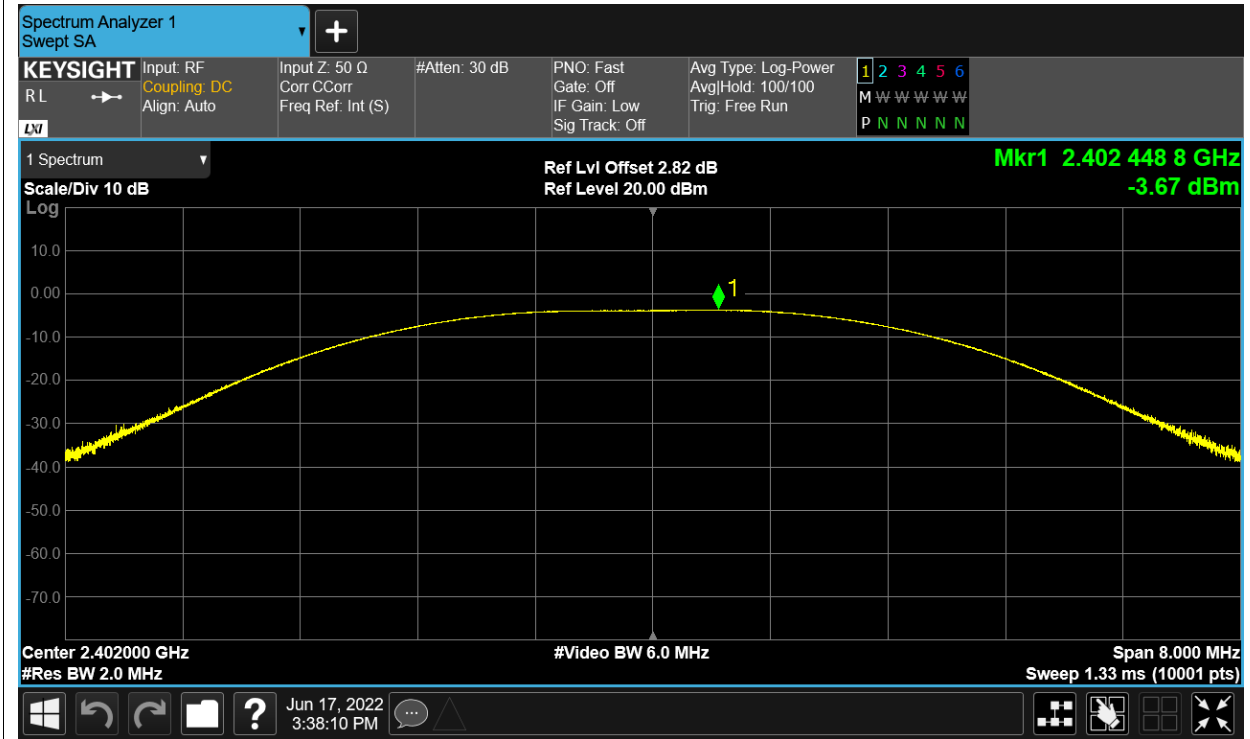 Spectrum Analyzer 1
Swept SA
+
KEYSIGHT
R L
LXI
Input: RF
Coupling: DC
Align: Auto
Input Z: 50 Ω
Corr CCorr
Freq Ref: Int (S)
#Atten: 30 dB
PNO: Fast
Gate: Off
IF Gain: Low
Sig Track: Off
Avg Type: Log-Power
Avg|Hold: 100/100
Trig: Free Run
1 2 3 4 5 6
M W W W W W
P N N N N N
1 Spectrum
Scale/Div 10 dB
Log
Ref Lvl Offset 2.82 dB
Ref Level 20.00 dBm
Mkr1 2.402 448 8 GHz
-3.67 dBm
10.0
0.00
-10.0
-20.0
-30.0
-40.0
-50.0
-60.0
-70.0
1
Center 2.402000 GHz
#Res BW 2.0 MHz
#Video BW 6.0 MHz
Span 8.000 MHz
Sweep 1.33 ms (10001 pts)
?
Jun 17, 2022
3:38:10 PM